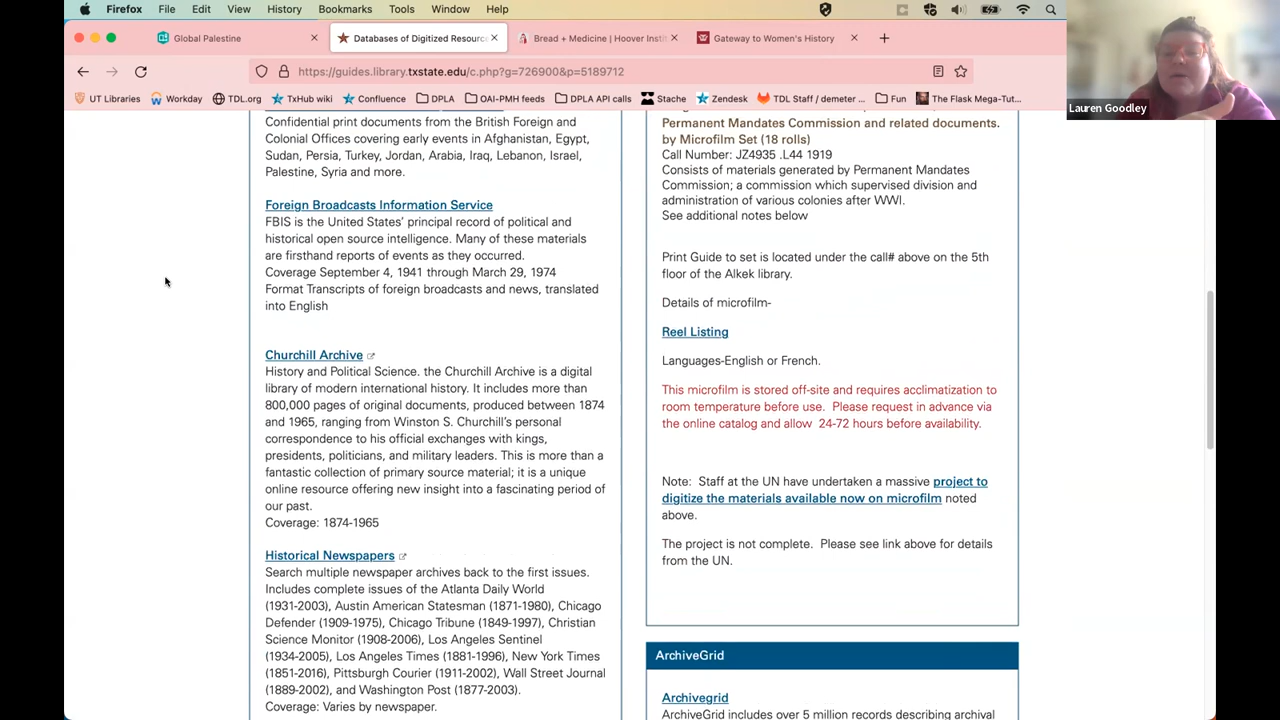 Firefox File Edit View History Bookmarks Tools Window Help
Global Palestine
Databases of Digitized Resourc
Bread + Medicine | Hoover Insti
Gateway to Women's History
https://guides.library.txstate.edu/c.php?g=726900&p=5189712
UT Libraries Workday TDL.org TxHub wiki Confluence DPLA OAI-PMH feeds DPLA API calls Stache Zendesk TDL Staff / demeter ... Fun The Flask Mega-Tut...
Lauren Goodley
Confidential print documents from the British Foreign and
Colonial Offices covering early events in Afghanistan, Egypt,
Sudan, Persia, Turkey, Jordan, Arabia, Iraq, Lebanon, Israel,
Palestine, Syria and more.
Foreign Broadcasts Information Service
FBIS is the United States' principal record of political and
historical open source intelligence. Many of these materials
are firsthand reports of events as they occurred.
Coverage September 4, 1941 through March 29, 1974
Format Transcripts of foreign broadcasts and news, translated
into English
Churchill Archive
History and Political Science. the Churchill Archive is a digital
library of modern international history. It includes more than
800,000 pages of original documents, produced between 1874
and 1965, ranging from Winston S. Churchill's personal
correspondence to his official exchanges with kings,
presidents, politicians, and military leaders. This is more than a
fantastic collection of primary source material; it is a unique
online resource offering new insight into a fascinating period of
our past.
Coverage: 1874-1965
Historical Newspapers
Search multiple newspaper archives back to the first issues.
Includes complete issues of the Atlanta Daily World
(1931-2003), Austin American Statesman (1871-1980), Chicago
Defender (1909-1975), Chicago Tribune (1849-1997), Christian
Science Monitor (1908-2006), Los Angeles Sentinel
(1934-2005), Los Angeles Times (1881-1996), New York Times
(1851-2016), Pittsburgh Courier (1911-2002), Wall Street Journal
(1889-2002), and Washington Post (1877-2003).
Coverage: Varies by newspaper.
Permanent Mandates Commission and related documents.
by Microfilm Set (18 rolls)
Call Number: JZ4935 .L44 1919
Consists of materials generated by Permanent Mandates
Commission; a commission which supervised division and
administration of various colonies after WWI.
See additional notes below
Print Guide to set is located under the call# above on the 5th
floor of the Alkek library.
Details of microfilm-
Reel Listing
Languages-English or French.
This microfilm is stored off-site and requires acclimatization to
room temperature before use. Please request in advance via
the online catalog and allow 24-72 hours before availability.
Note: Staff at the UN have undertaken a massive project to
digitize the materials available now on microfilm noted
above.
The project is not complete. Please see link above for details
from the UN.
ArchiveGrid
Archivegrid
ArchiveGrid includes over 5 million records describing archival